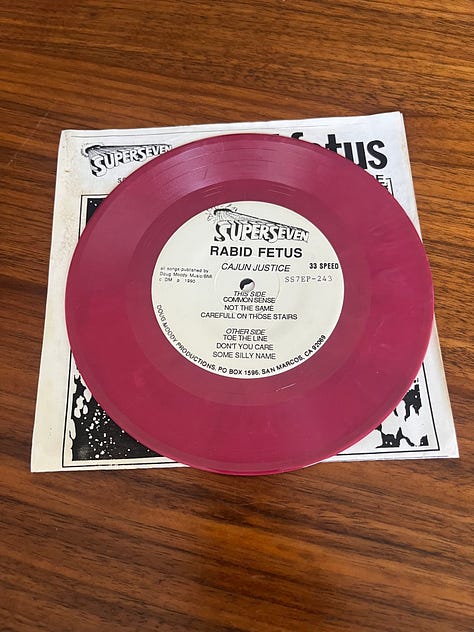 SUPERSEVEN
fetus
SUPERSEVEN
RABID FETUS
CAJUN JUSTICE
33 SPEED
all songs published by
Doug Moody Music/BMI
c DM p 1990
SS7EP-243
THIS SIDE
COMMON SENSE
NOT THE SAME
CAREFULL ON THOSE STAIRS
OTHER SIDE
TOE THE LINE
DON'T YOU CARE
SOME SILLY NAME
DOUG MOODY PRODUCTIONS, PO BOX 1596, SAN MARCOS, CA 92069